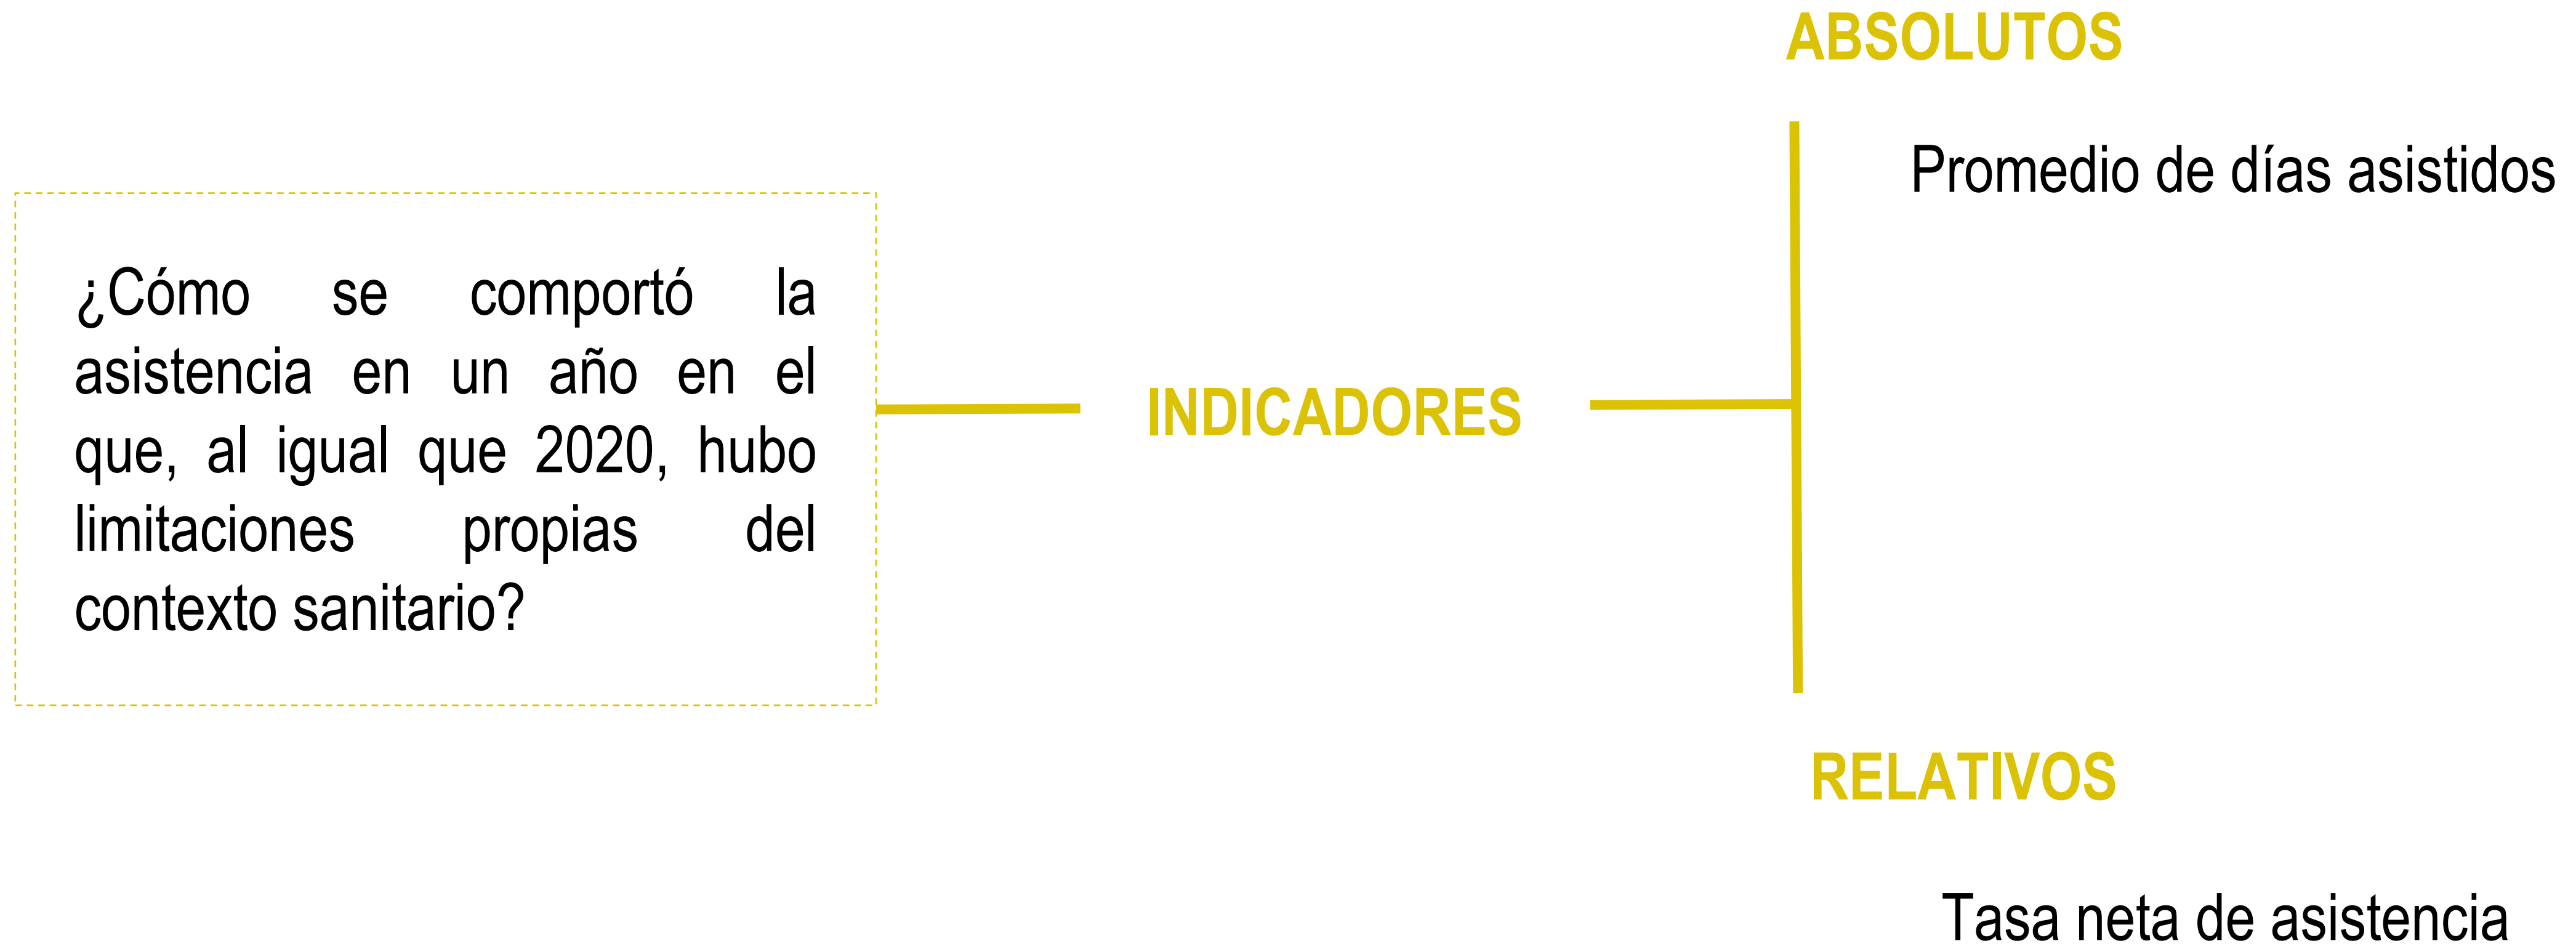 ¿Cómo se comportó la
asistencia en un año en el
que, al igual que 2020, hubo
limitaciones propias del
contexto sanitario?
INDICADORES
ABSOLUTOS
Promedio de días asistidos
RELATIVOS
Tasa neta de asistencia